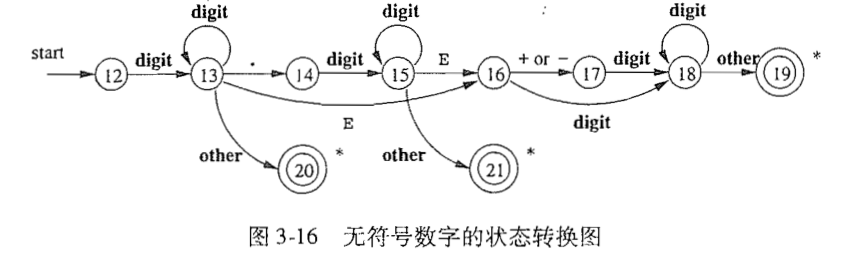 digit digit digit
start digit digit E + or − digit other *
12 13 . 14 15 16 17 18 19
E digit
other * other *
20 21
图 3-16 无符号数字的状态转换图